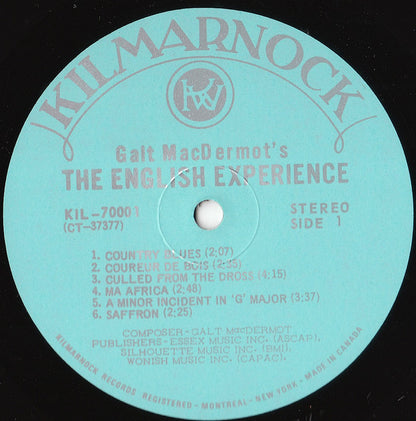 KILMARNOCK
KW
Galt MacDermot's
THE ENGLISH EXPERIENCE
KIL-70001
(CT-37377)
STEREO
SIDE 1
1. COUNTRY BLUES (2:07)
2. COUREUR DE BOIS (2:35)
3. CULLED FROM THE DROSS (4:15)
4. MA AFRICA (2:48)
5. A MINOR INCIDENT IN 'G' MAJOR (3:37)
6. SAFFRON (2:25)
COMPOSER-GALT MacDERMOT
PUBLISHERS-ESSEX MUSIC INC. (ASCAP),
SILHOUETTE MUSIC INC. (BMI),
WONISH MUSIC INC. (CAPAC).
KILMARNOCK RECORDS REGISTERED - MONTREAL - NEW YORK - MADE IN CANADA